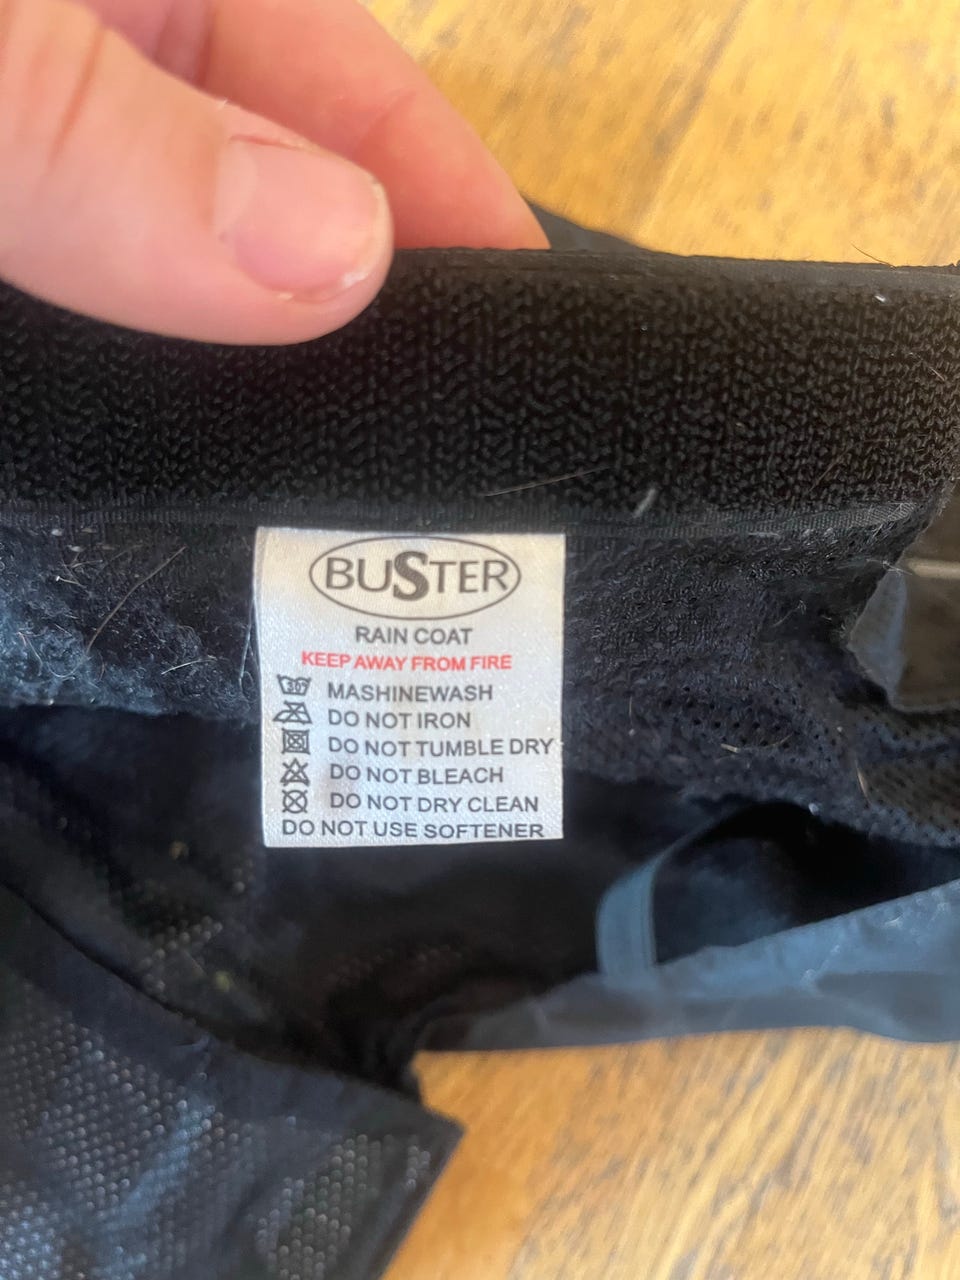 BUSTER
RAIN COAT
KEEP AWAY FROM FIRE
30 MASHINEWASH
DO NOT IRON
DO NOT TUMBLE DRY
DO NOT BLEACH
DO NOT DRY CLEAN
DO NOT USE SOFTENER